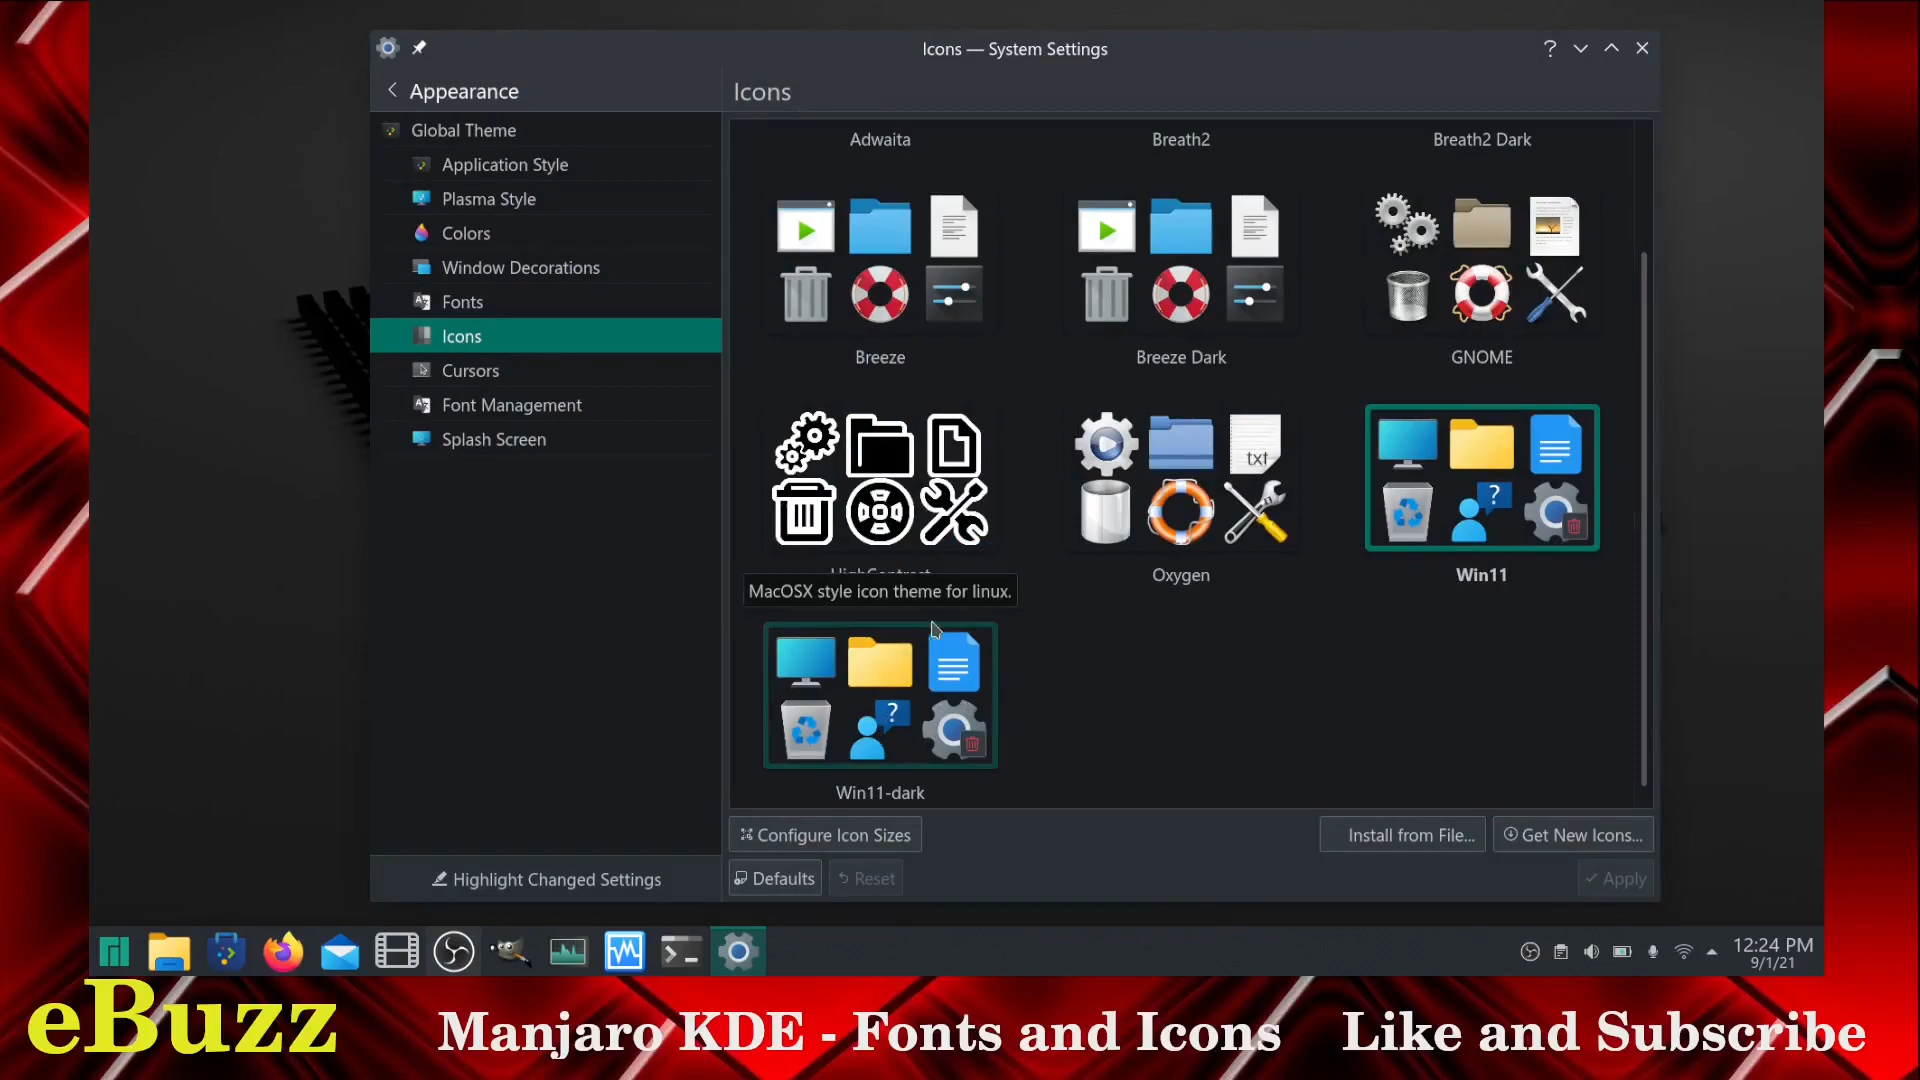 Icons — System Settings
?
Appearance
Icons
Global Theme
Application Style
Plasma Style
Colors
Window Decorations
Fonts
Icons
Cursors
Font Management
Splash Screen
Adwaita
Breath2
Breath2 Dark
Breeze
Breeze Dark
GNOME
txt
?
HighContrast
Oxygen
Win11
MacOSX style icon theme for linux.
?
Win11-dark
Configure Icon Sizes
Install from File...
Get New Icons...
Highlight Changed Settings
Defaults
Reset
Apply
12:24 PM
9/1/21
eBuzz
Manjaro KDE - Fonts and Icons
Like and Subscribe